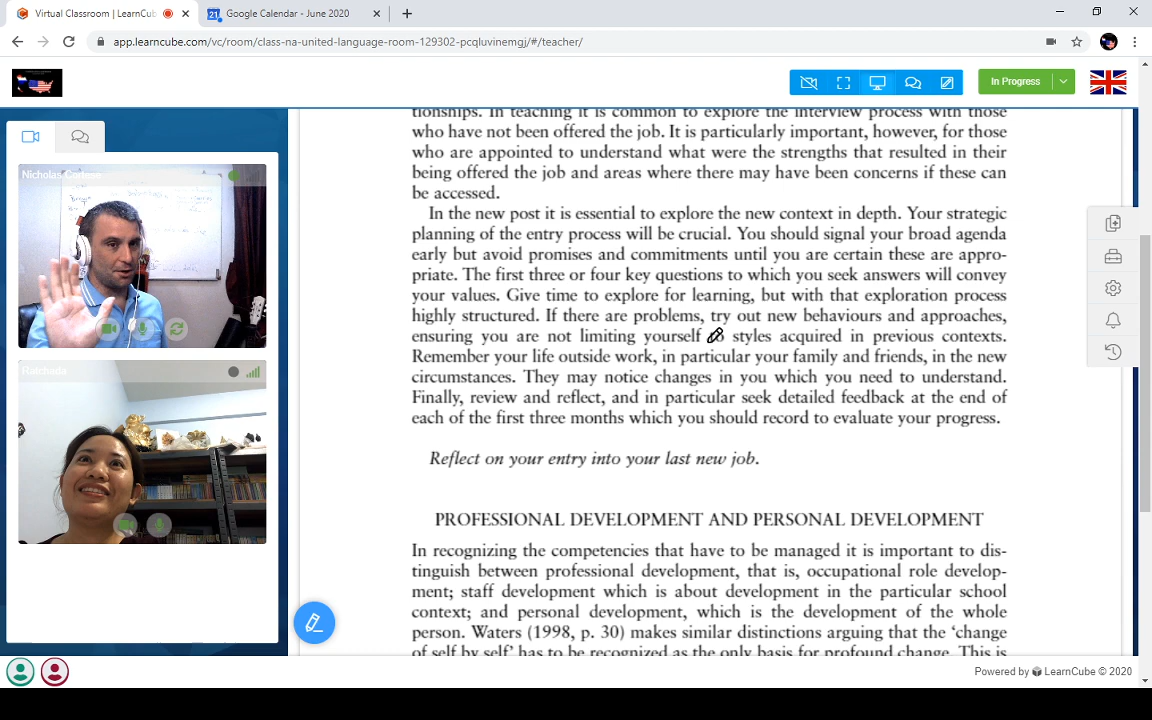 Virtual Classroom | LearnCub
Google Calendar - June 2020
app.learncube.com/vc/room/class-na-united-language-room-129302-pcqluvinemgj/#/teacher/
In Progress
Nicholas
Ratchada
tionships. In teaching it is common to explore the interview process with those
who have not been offered the job. It is particularly important, however, for those
who are appointed to understand what were the strengths that resulted in their
being offered the job and areas where there may have been concerns if these can
be accessed.
In the new post it is essential to explore the new context in depth. Your strategic
planning of the entry process will be crucial. You should signal your broad agenda
early but avoid promises and commitments until you are certain these are appro-
priate. The first three or four key questions to which you seek answers will convey
your values. Give time to explore for learning, but with that exploration process
highly structured. If there are problems, try out new behaviours and approaches,
ensuring you are not limiting yourself styles acquired in previous contexts.
Remember your life outside work, in particular your family and friends, in the new
circumstances. They may notice changes in you which you need to understand.
Finally, review and reflect, and in particular seek detailed feedback at the end of
each of the first three months which you should record to evaluate your progress.
Reflect on your entry into your last new job.
PROFESSIONAL DEVELOPMENT AND PERSONAL DEVELOPMENT
In recognizing the competencies that have to be managed it is important to dis-
tinguish between professional development, that is, occupational role develop-
ment; staff development which is about development in the particular school
context; and personal development, which is the development of the whole
person. Waters (1998, p. 30) makes similar distinctions arguing that the 'change
of self by self' has to be recognized as the only basis for profound change. This is
Powered by LearnCube © 2020